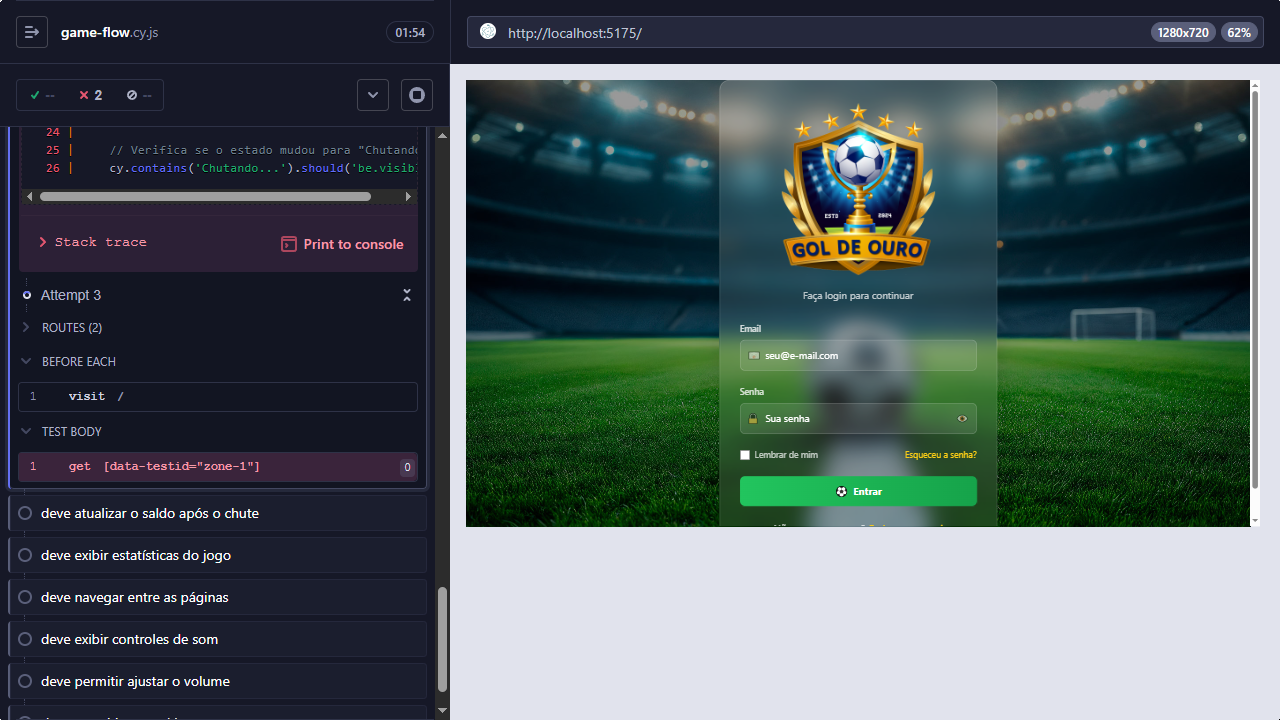 game-flow.cy.js
01:54
--
2
--
24 |
25 | // Verifica se o estado mudou para "Chutando
26 | cy.contains('Chutando...').should('be.visib
Stack trace
Print to console
Attempt 3
ROUTES (2)
BEFORE EACH
1 visit /
TEST BODY
1 get [data-testid="zone-1"] 0
deve atualizar o saldo após o chute
deve exibir estatísticas do jogo
deve navegar entre as páginas
deve exibir controles de som
deve permitir ajustar o volume
http://localhost:5175/
1280x720
62%
ESTD 2024
GOL DE OURO
Faça login para continuar
Email
seu@e-mail.com
Senha
Sua senha
Lembrar de mim
Esqueceu a senha?
Entrar